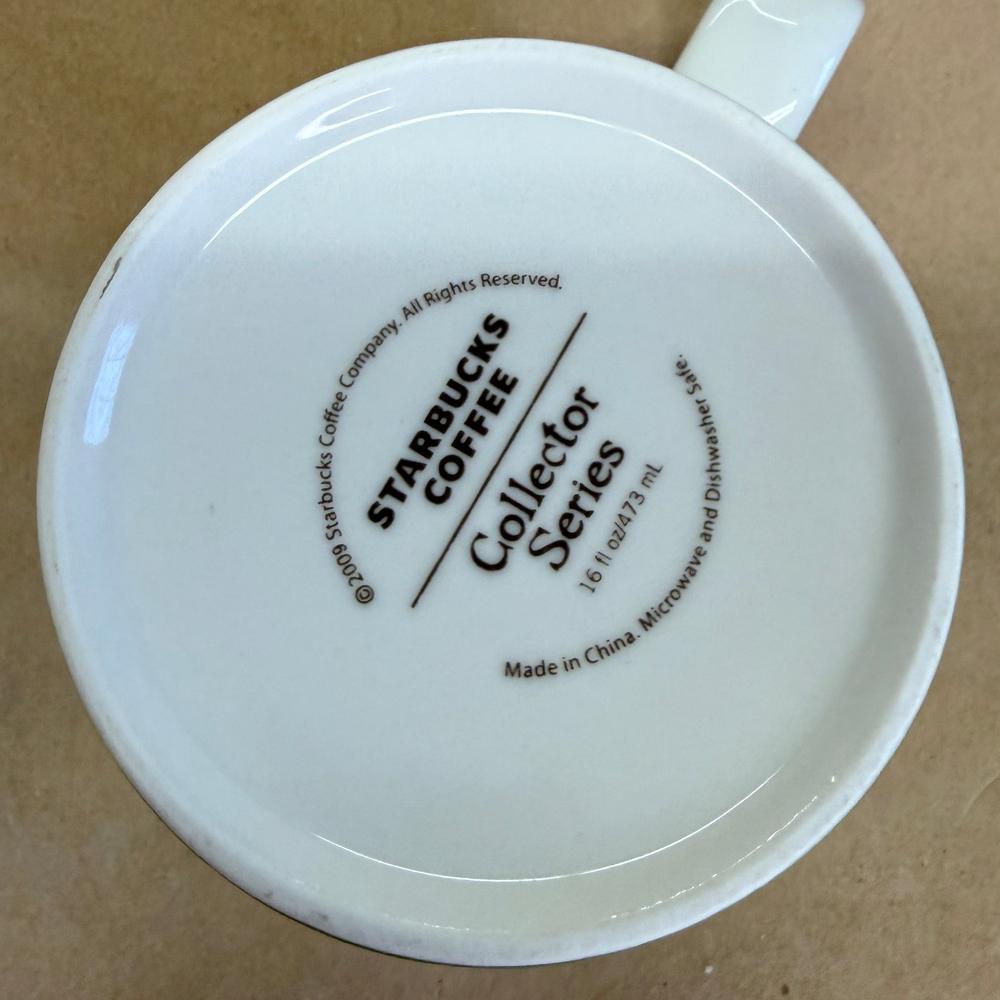 ©2009 Starbucks Coffee Company. All Rights Reserved.
STARBUCKS
COFFEE
Collector
Series
16 fl oz/473 mL
Made in China. Microwave and Dishwasher Safe.